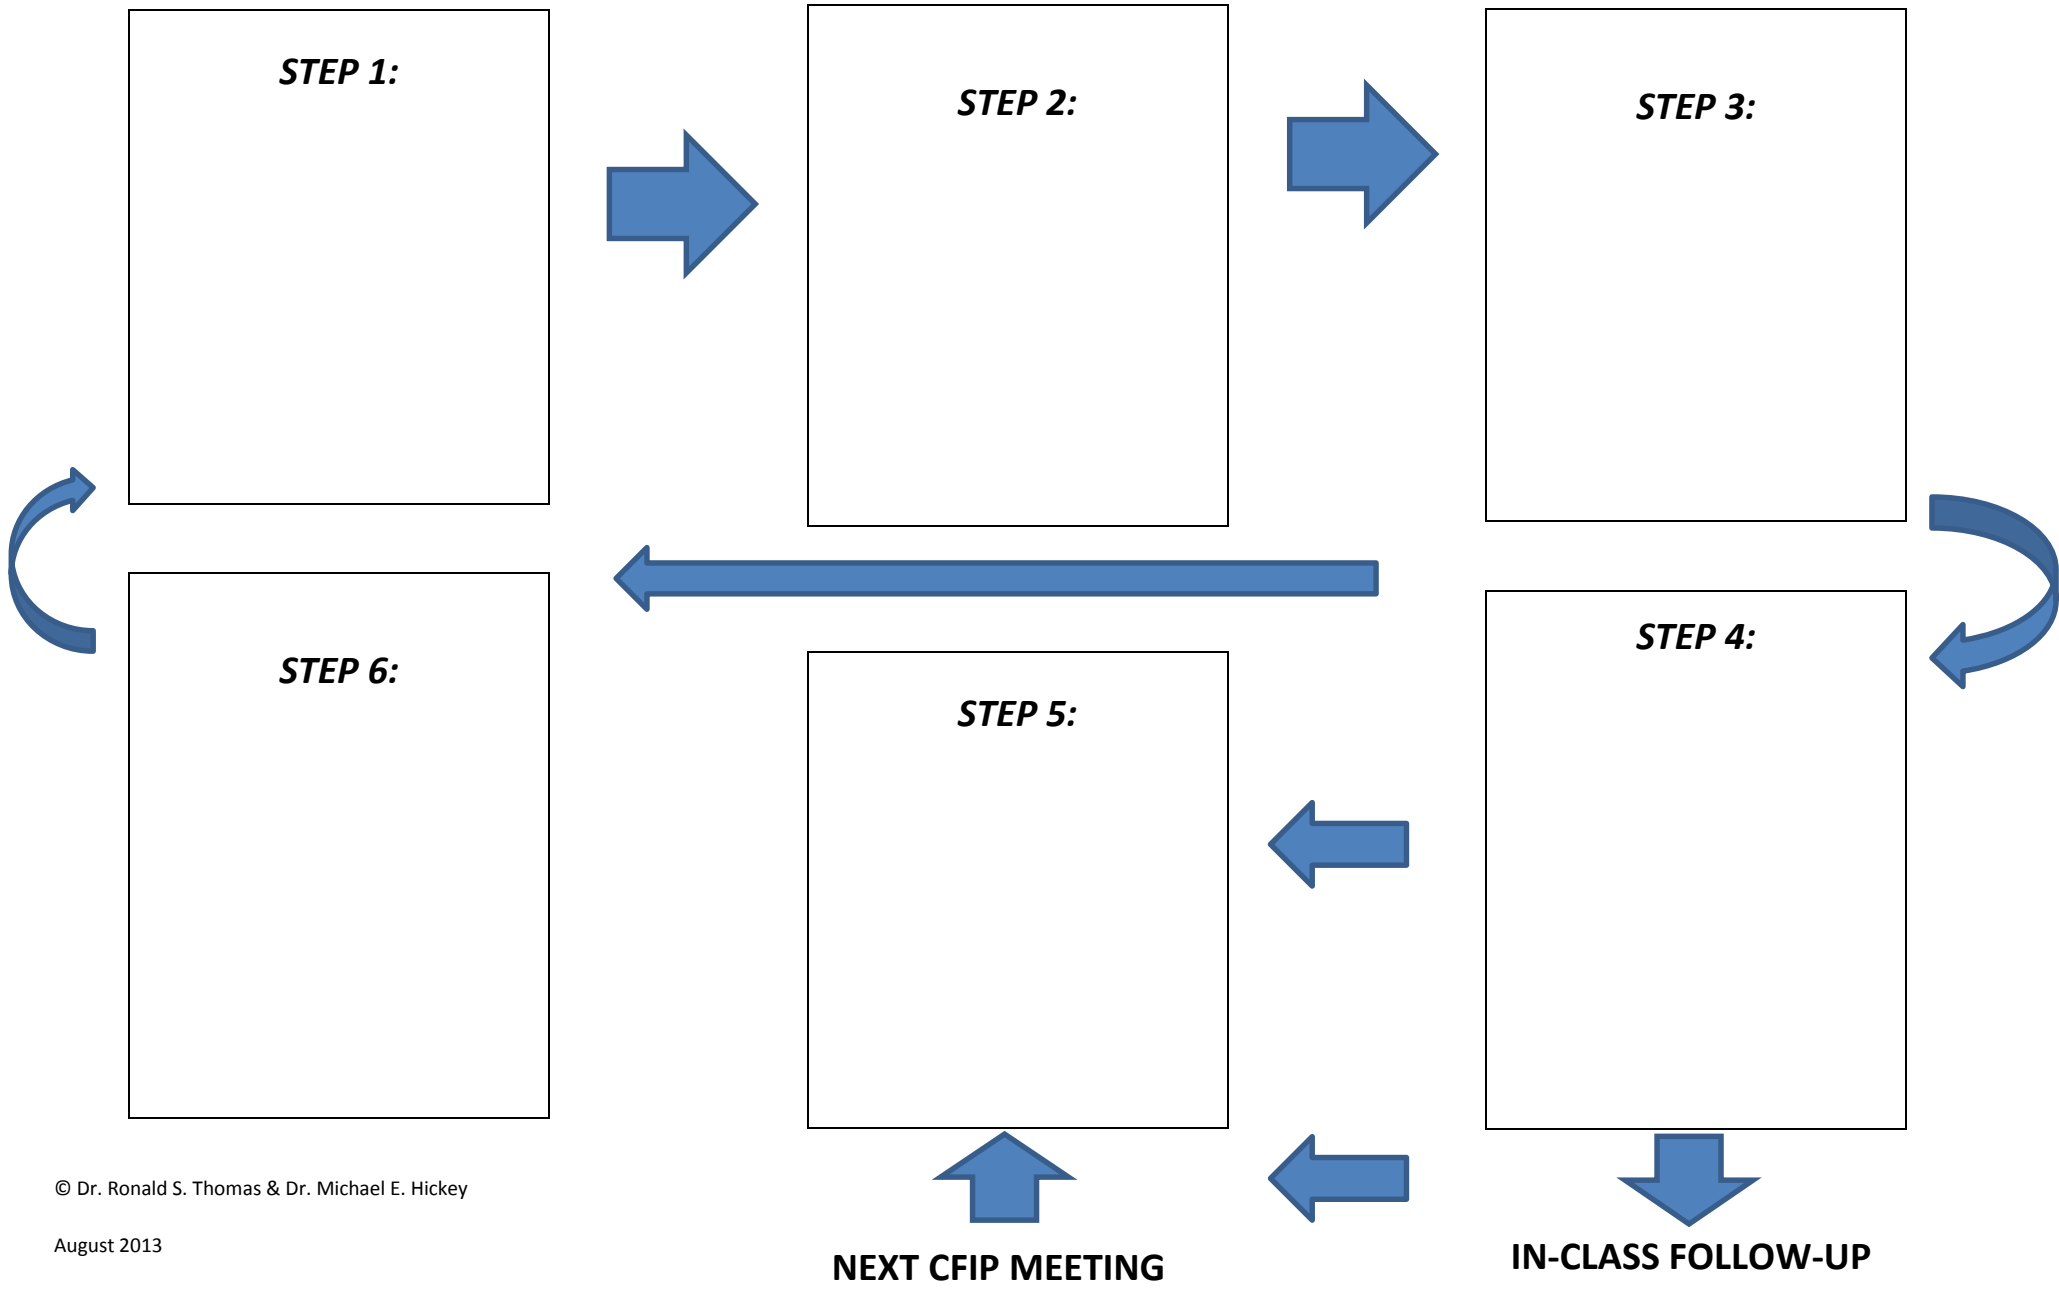 STEP 1:
STEP 2:
STEP 3:
STEP 6:
STEP 5:
STEP 4:
© Dr. Ronald S. Thomas & Dr. Michael E. Hickey
August 2013
NEXT CFIP MEETING
IN-CLASS FOLLOW-UP